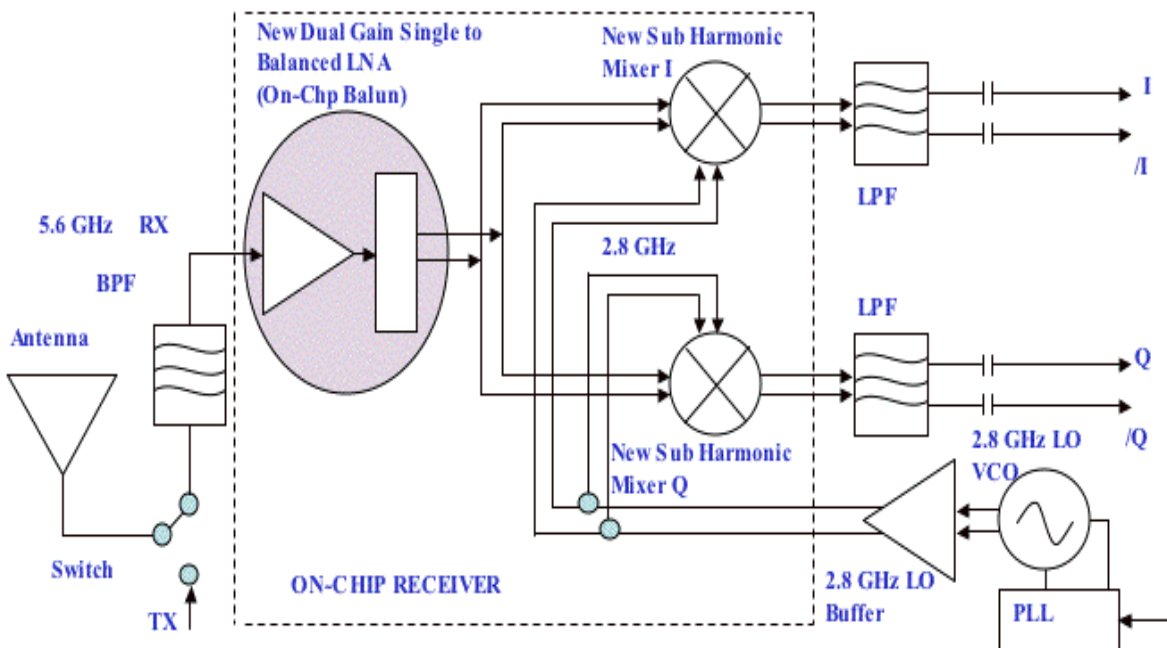 New Dual Gain Single to
Balanced LNA
(On-Chp Balun)
New Sub Harmonic
Mixer I
I
/I
LPF
5.6 GHz RX
BPF
2.8 GHz
Antenna
LPF
Q
/Q
New Sub Harmonic
Mixer Q
2.8 GHz LO
VCO
Switch
ON-CHIP RECEIVER
2.8 GHz LO
Buffer
PLL
TX